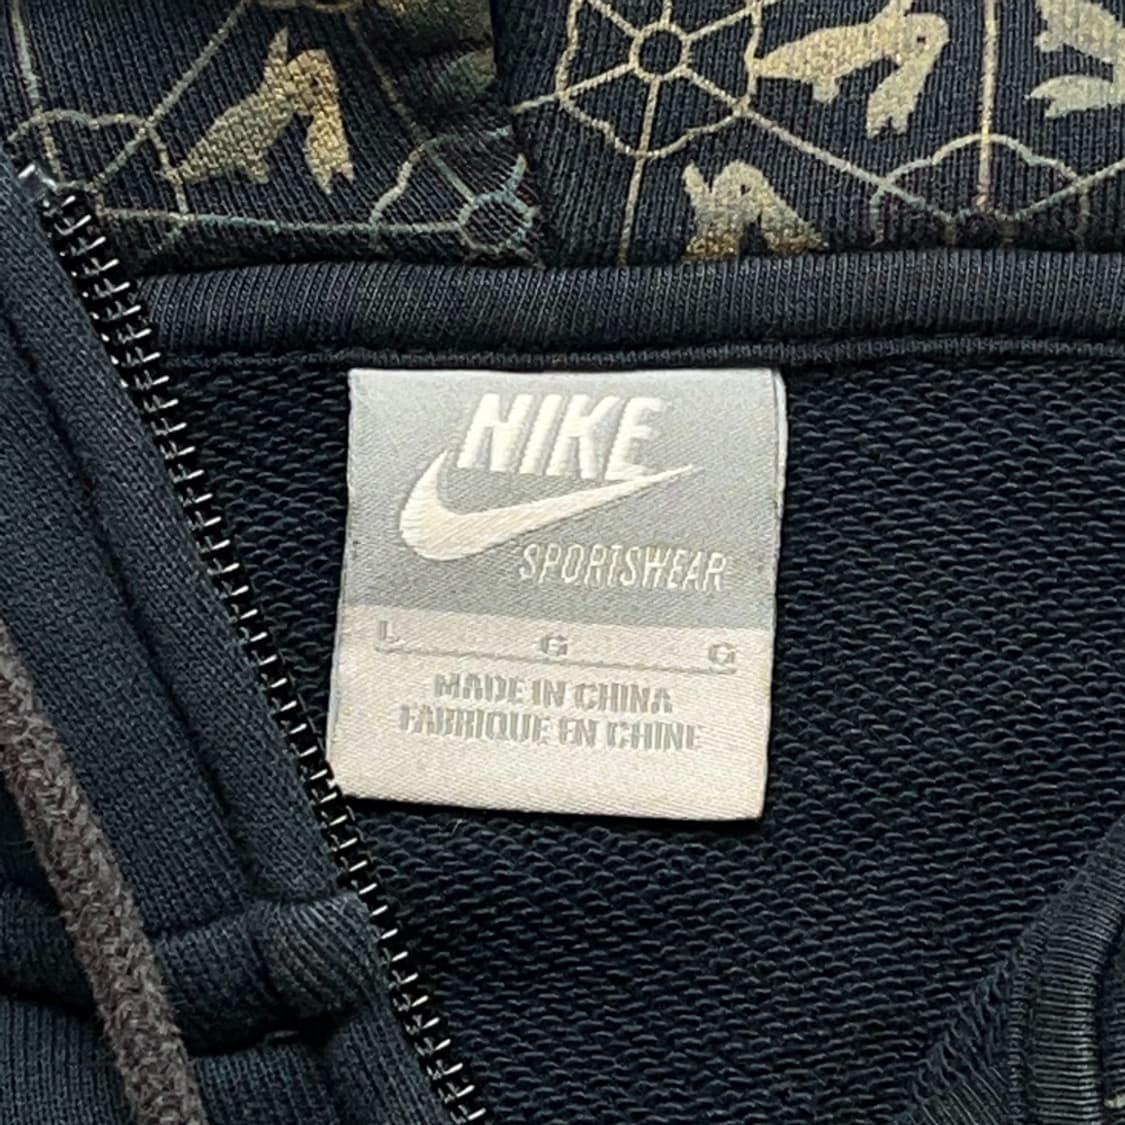 NIKE
SPORTSWEAR
L G G
MADE IN CHINA
FABRIQUE EN CHINE